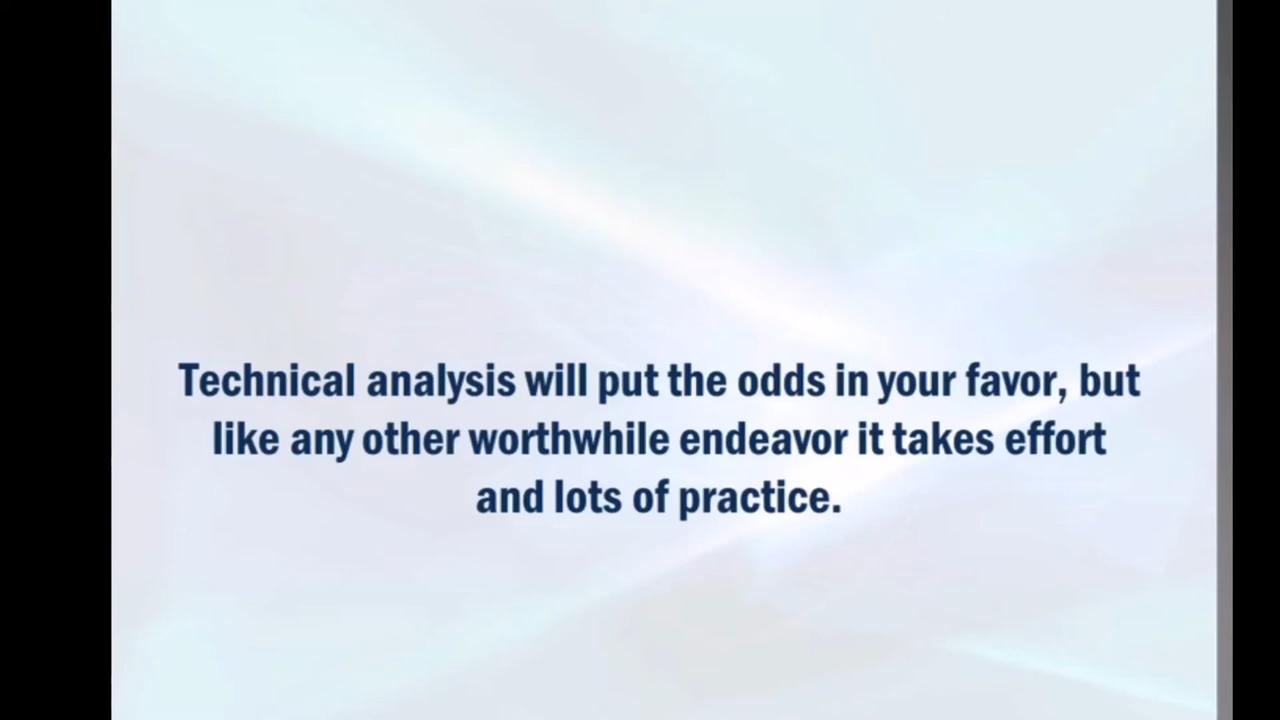 Technical analysis will put the odds in your favor, but
like any other worthwhile endeavor it takes effort
and lots of practice.